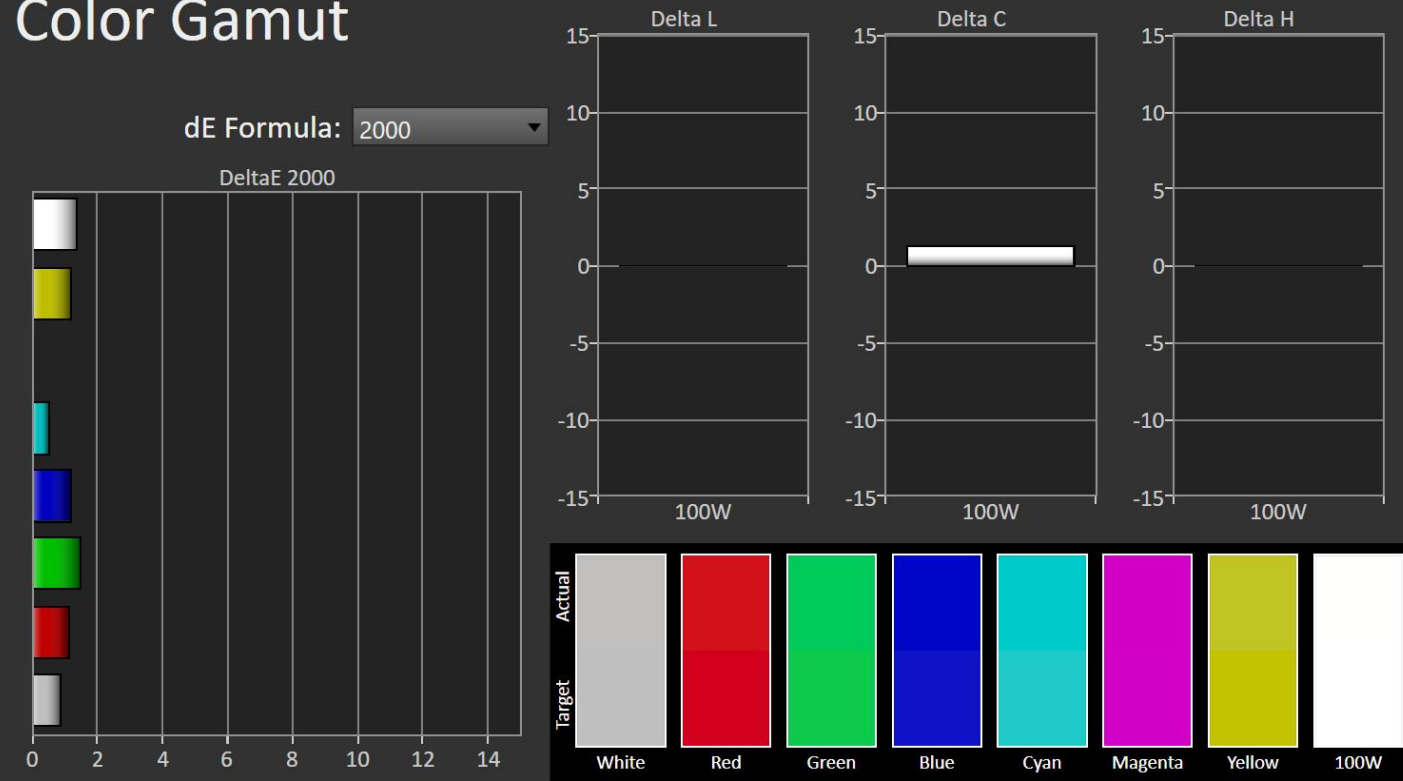 Color Gamut
dE Formula: 2000
DeltaE 2000
0 2 4 6 8 10 12 14
Delta L
15
10
5
0
-5
-10
-15
100W
Delta C
15
10
5
0
-5
-10
-15
100W
Delta H
15
10
5
0
-5
-10
-15
100W
Actual
Target
White Red Green Blue Cyan Magenta Yellow 100W